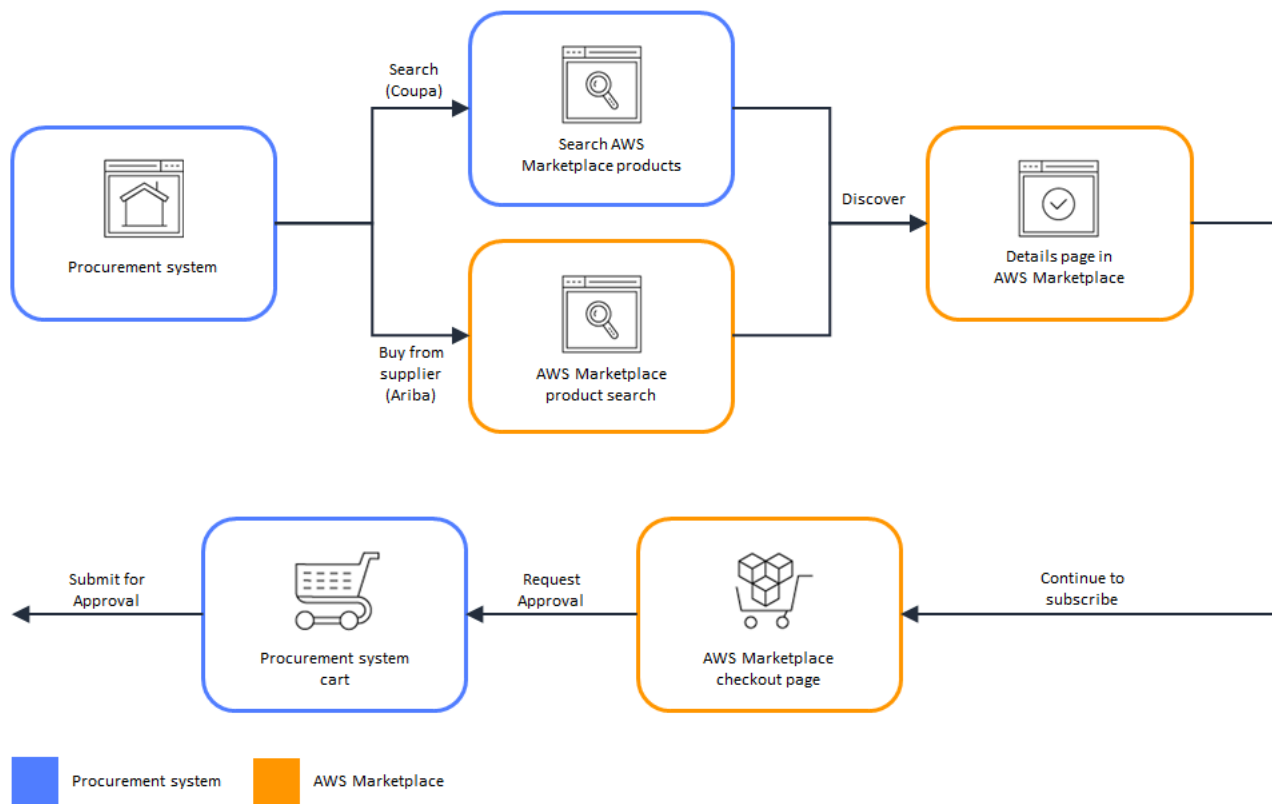 Search
(Coupa)
Search AWS
Marketplace products
Procurement system
Discover
Details page in
AWS Marketplace
Buy from
supplier
(Ariba)
AWS Marketplace
product search
Submit for
Approval
Procurement system
cart
Request
Approval
AWS Marketplace
checkout page
Continue to
subscribe
Procurement system
AWS Marketplace